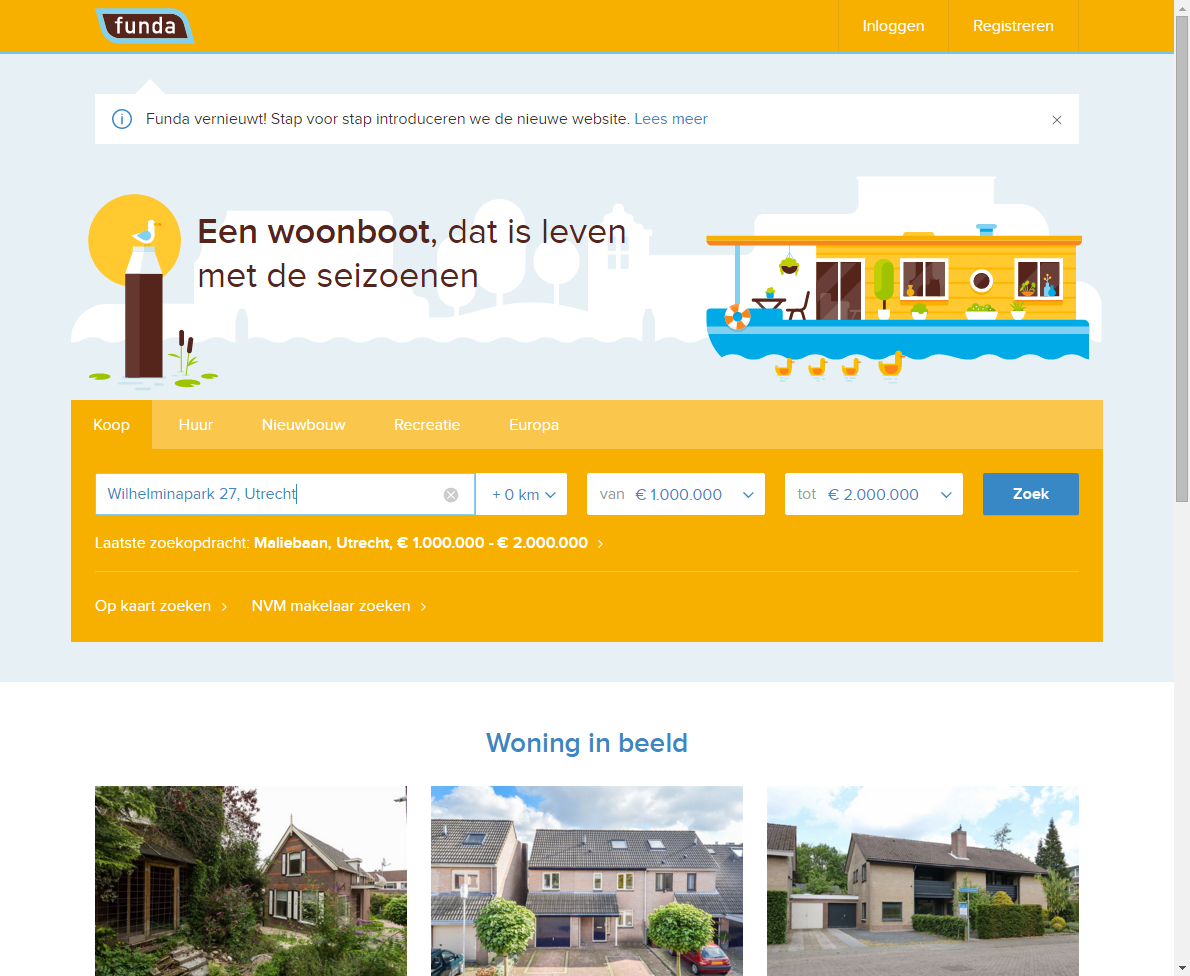 funda
Inloggen Registreren
Funda vernieuwt! Stap voor stap introduceren we de nieuwe website. Lees meer
Een woonboot, dat is leven
met de seizoenen
Koop Huur Nieuwbouw Recreatie Europa
Wilhelminapark 27, Utrecht + 0 km van € 1.000.000 tot € 2.000.000 Zoek
Laatste zoekopdracht: Maliebaan, Utrecht, € 1.000.000 - € 2.000.000
Op kaart zoeken NVM makelaar zoeken
Woning in beeld